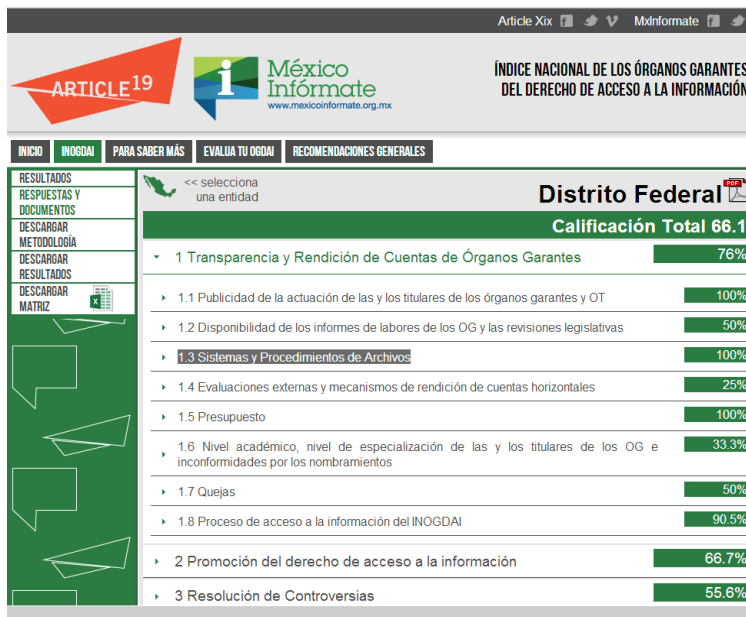 Article Xix MxInformate
ARTICLE 19
México
Infórmate
www.mexicoinformate.org.mx
ÍNDICE NACIONAL DE LOS ÓRGANOS GARANTES
DEL DERECHO DE ACCESO A LA INFORMACIÓN
INICIO INOGDAI PARA SABER MÁS EVALUA TU OGDAI RECOMENDACIONES GENERALES
RESULTADOS
RESPUESTAS Y
DOCUMENTOS
DESCARGAR
METODOLOGÍA
DESCARGAR
RESULTADOS
DESCARGAR
MATRIZ
<< selecciona
una entidad
Distrito Federal PDF
Calificación Total 66.1
1 Transparencia y Rendición de Cuentas de Órganos Garantes 76%
1.1 Publicidad de la actuación de las y los titulares de los órganos garantes y OT 100%
1.2 Disponibilidad de los informes de labores de los OG y las revisiones legislativas 50%
1.3 Sistemas y Procedimientos de Archivos 100%
1.4 Evaluaciones externas y mecanismos de rendición de cuentas horizontales 25%
1.5 Presupuesto 100%
1.6 Nivel académico, nivel de especialización de las y los titulares de los OG e 33.3%
inconformidades por los nombramientos
1.7 Quejas 50%
1.8 Proceso de acceso a la información del INOGDAI 90.5%
2 Promoción del derecho de acceso a la información 66.7%
3 Resolución de Controversias 55.6%